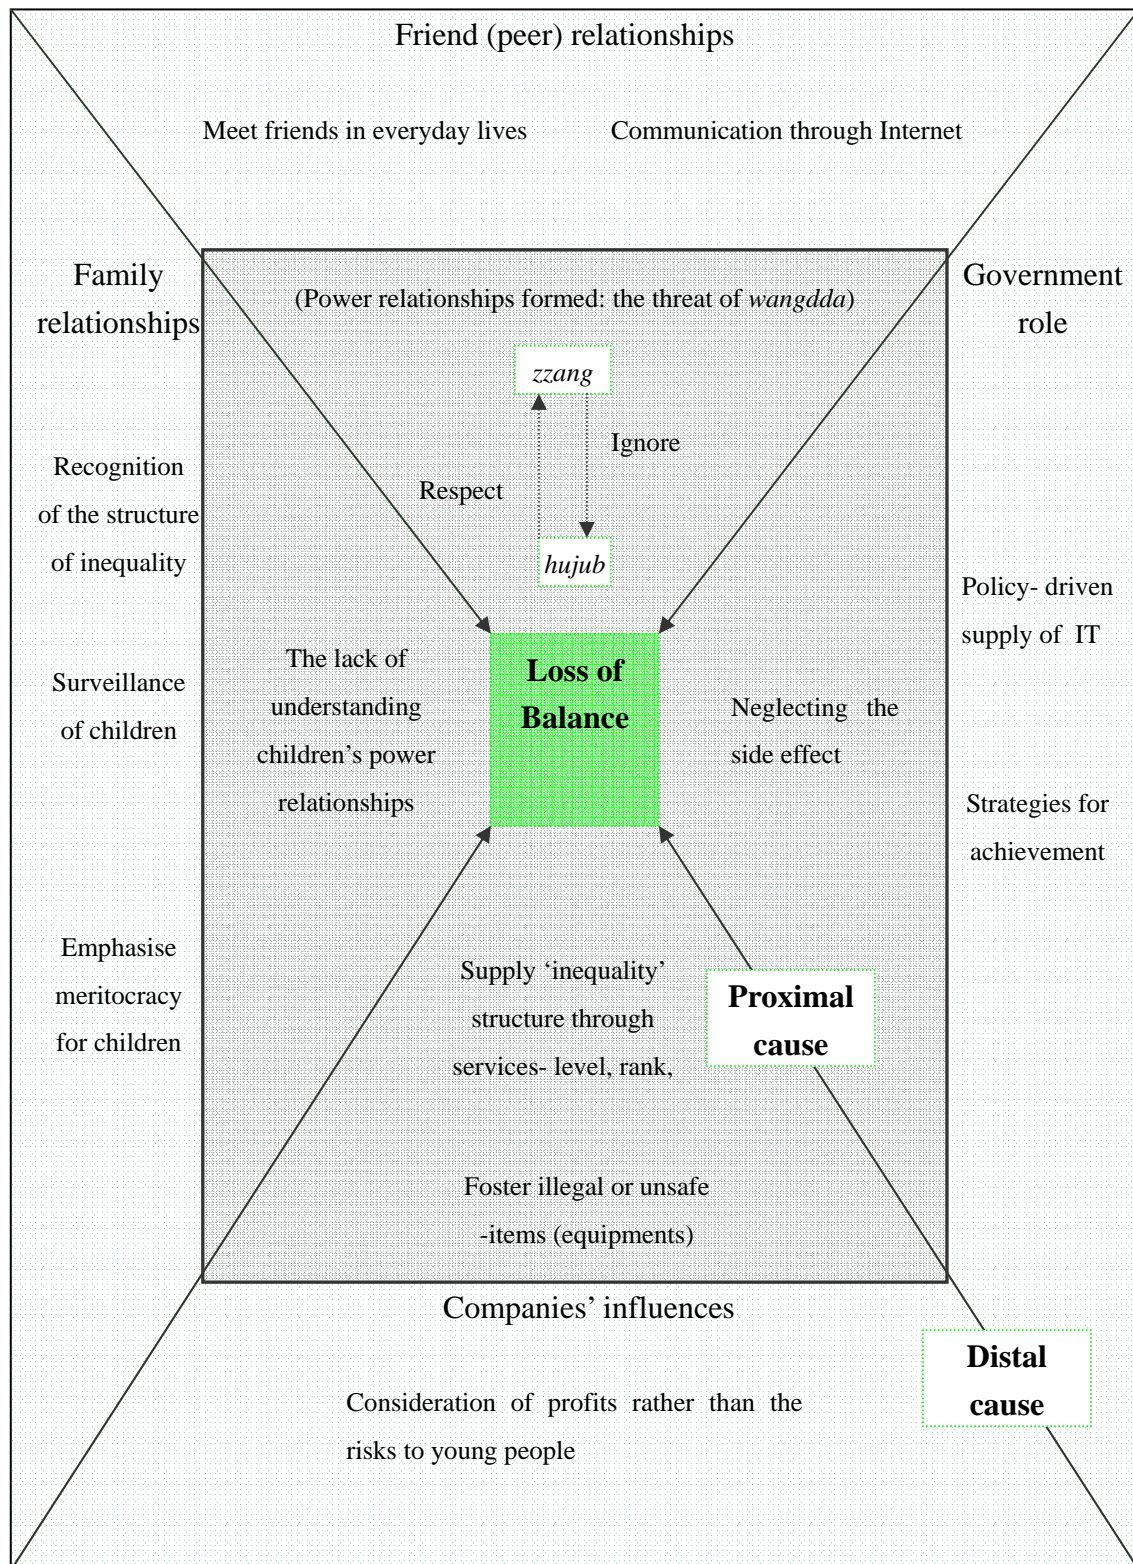 Friend (peer) relationships
Meet friends in everyday lives
Communication through Internet
Family
relationships
Recognition
of the structure
of inequality
Surveillance
of children
Emphasise
meritocracy
for children
(Power relationships formed: the threat of wangdda)
zzang
Ignore
Respect
hujub
The lack of
understanding
children’s power
relationships
Loss of
Balance
Neglecting the
side effect
Supply ‘inequality’
structure through
services- level, rank,
Proximal
cause
Foster illegal or unsafe
-items (equipments)
Government
role
Policy- driven
supply of IT
Strategies for
achievement
Companies’ influences
Consideration of profits rather than the
risks to young people
Distal
cause